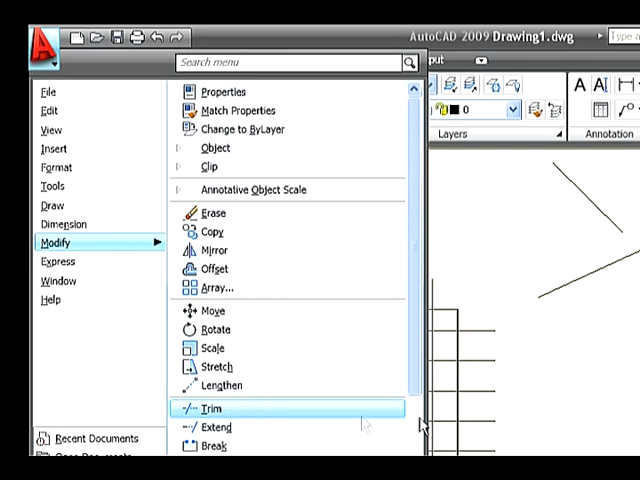 AutoCAD 2009 Drawing1.dwg
Type a
Search menu
put
File
Edit
View
Insert
Format
Tools
Draw
Dimension
Modify
Express
Window
Help
Recent Documents
Properties
Match Properties
Change to ByLayer
Object
Clip
Annotative Object Scale
Erase
Copy
Mirror
Offset
Array...
Move
Rotate
Scale
Stretch
Lengthen
Trim
Extend
Break
0
A A
Layers
Annotation